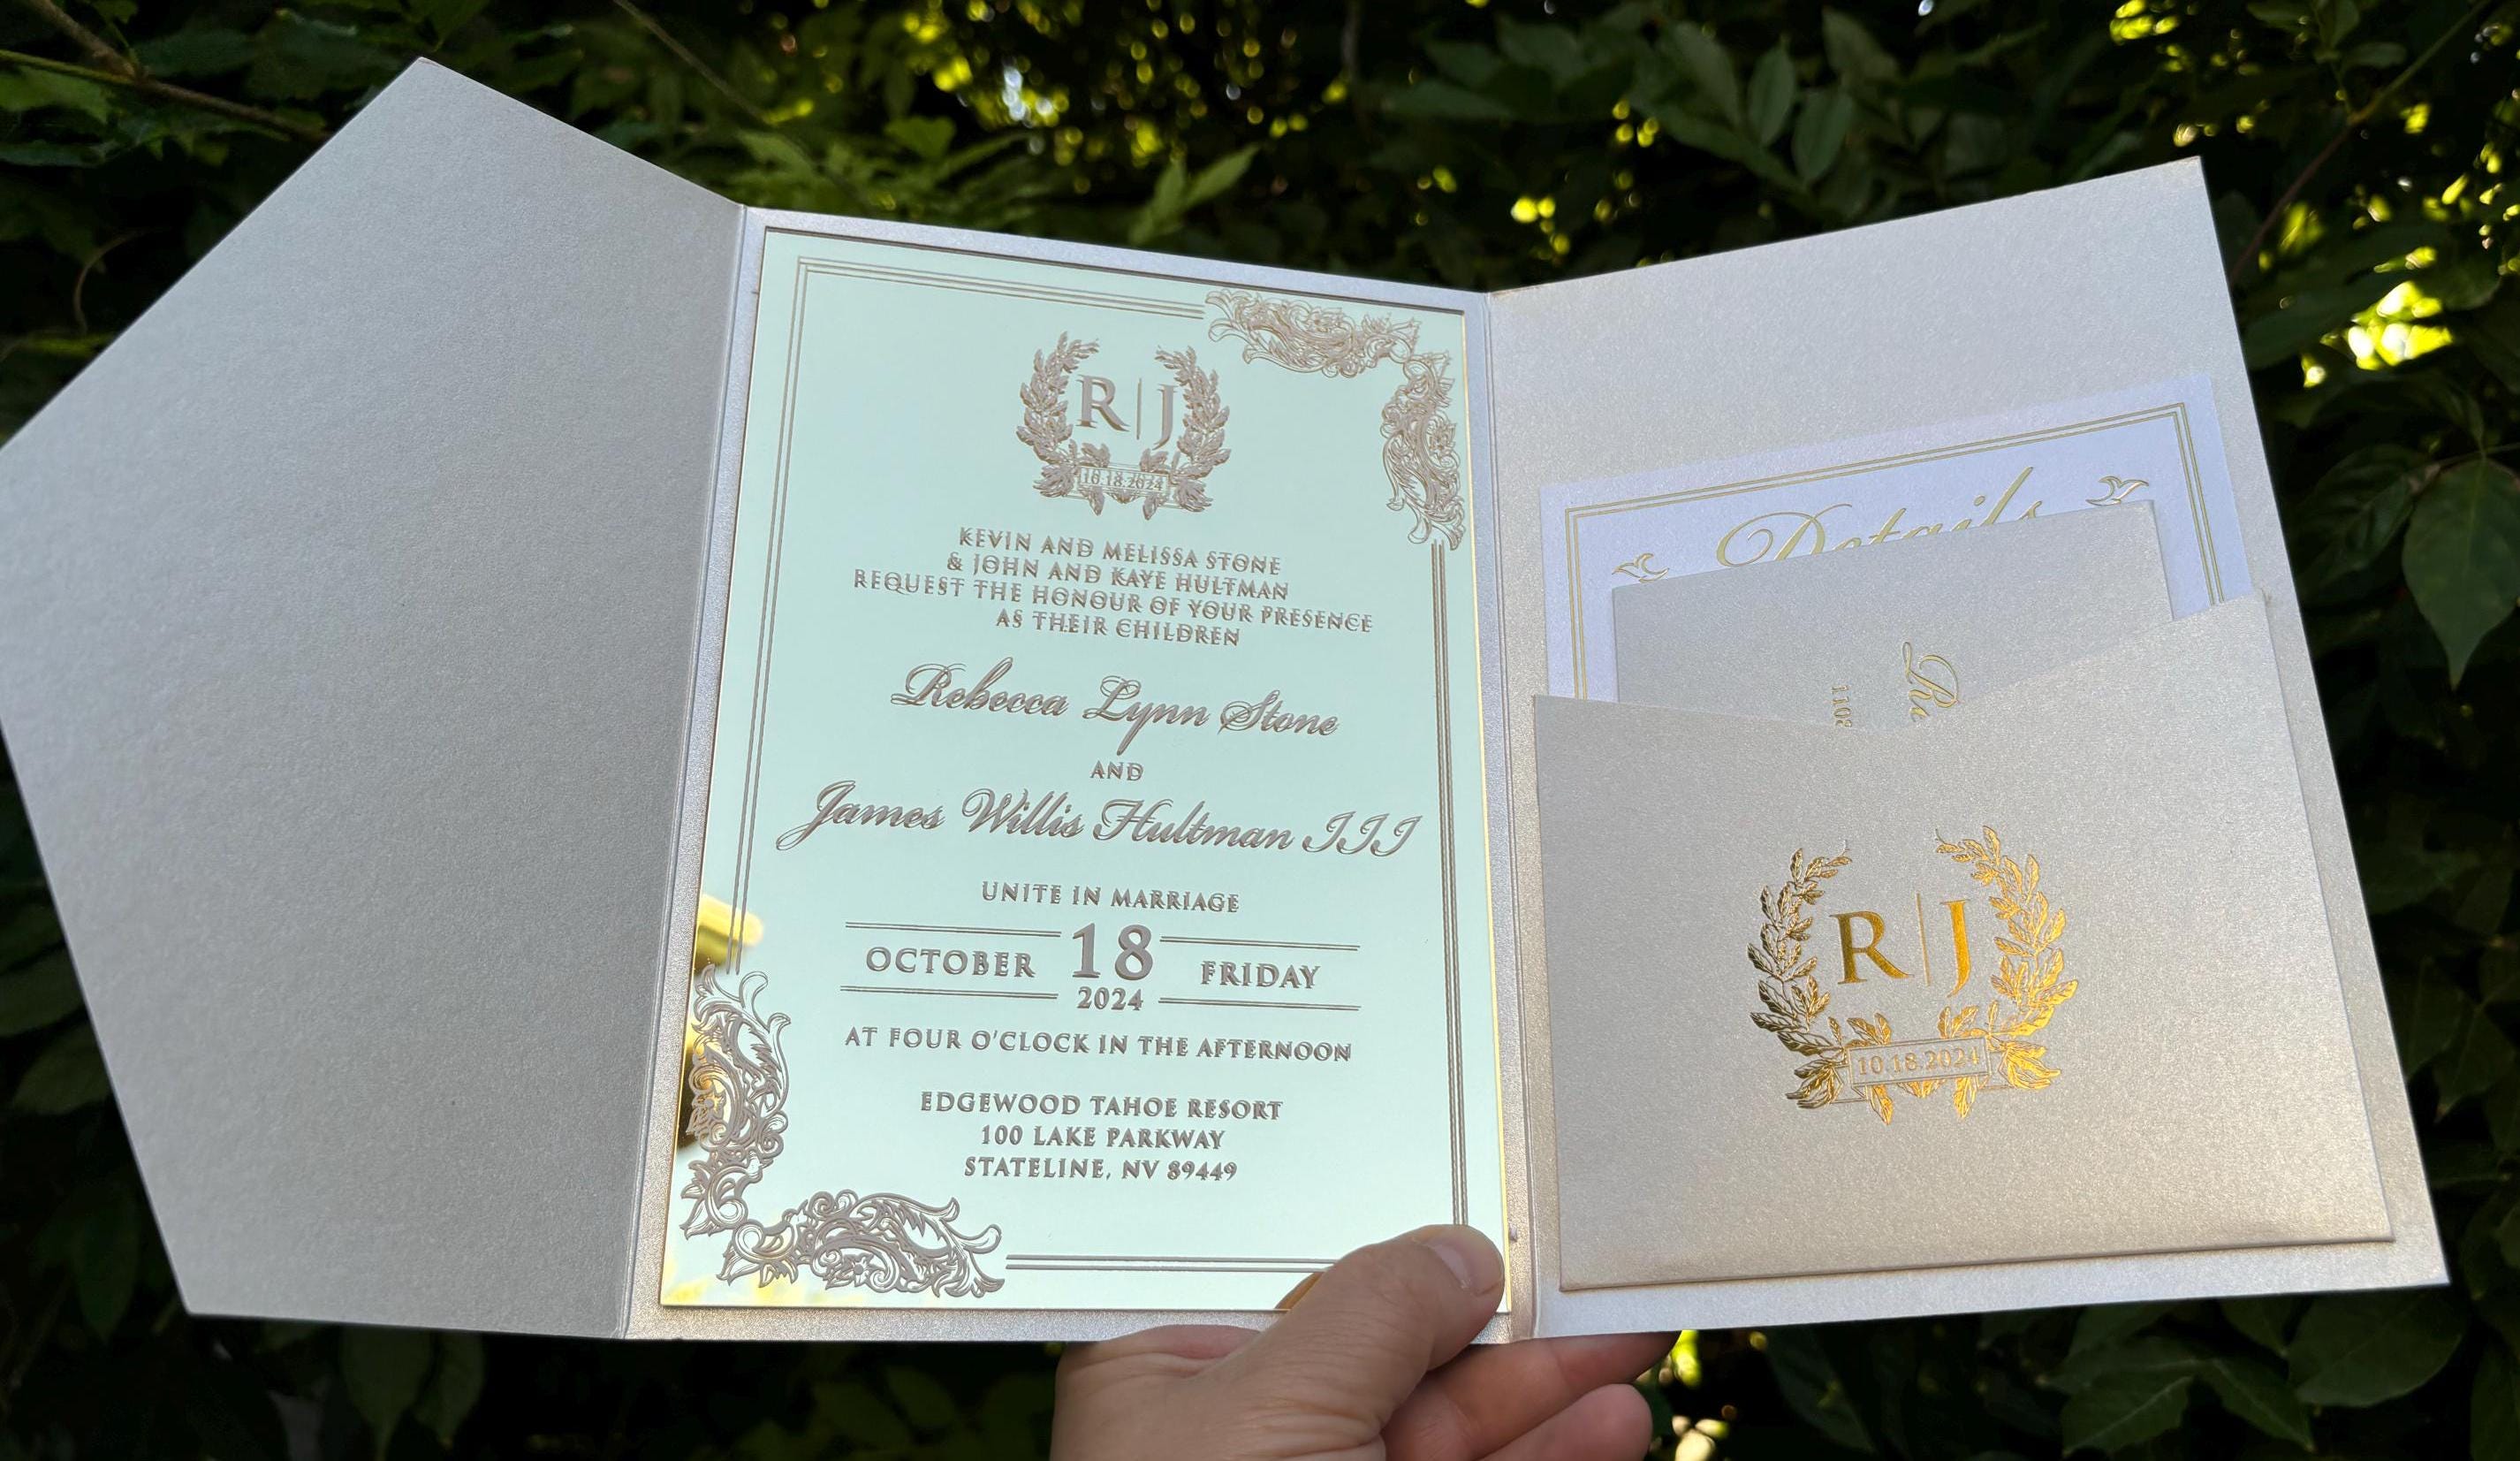 R|J
10.18.2024
KEVIN AND MELISSA STONE
& JOHN AND KAYE HULTMAN
REQUEST THE HONOUR OF YOUR PRESENCE
AS THEIR CHILDREN
Rebecca Lynn Stone
AND
James Willis Hultman III
UNITE IN MARRIAGE
OCTOBER 18 FRIDAY
2024
AT FOUR O'CLOCK IN THE AFTERNOON
EDGEWOOD TAHOE RESORT
100 LAKE PARKWAY
STATELINE, NV 89449
Details
R|J
10.18.2024